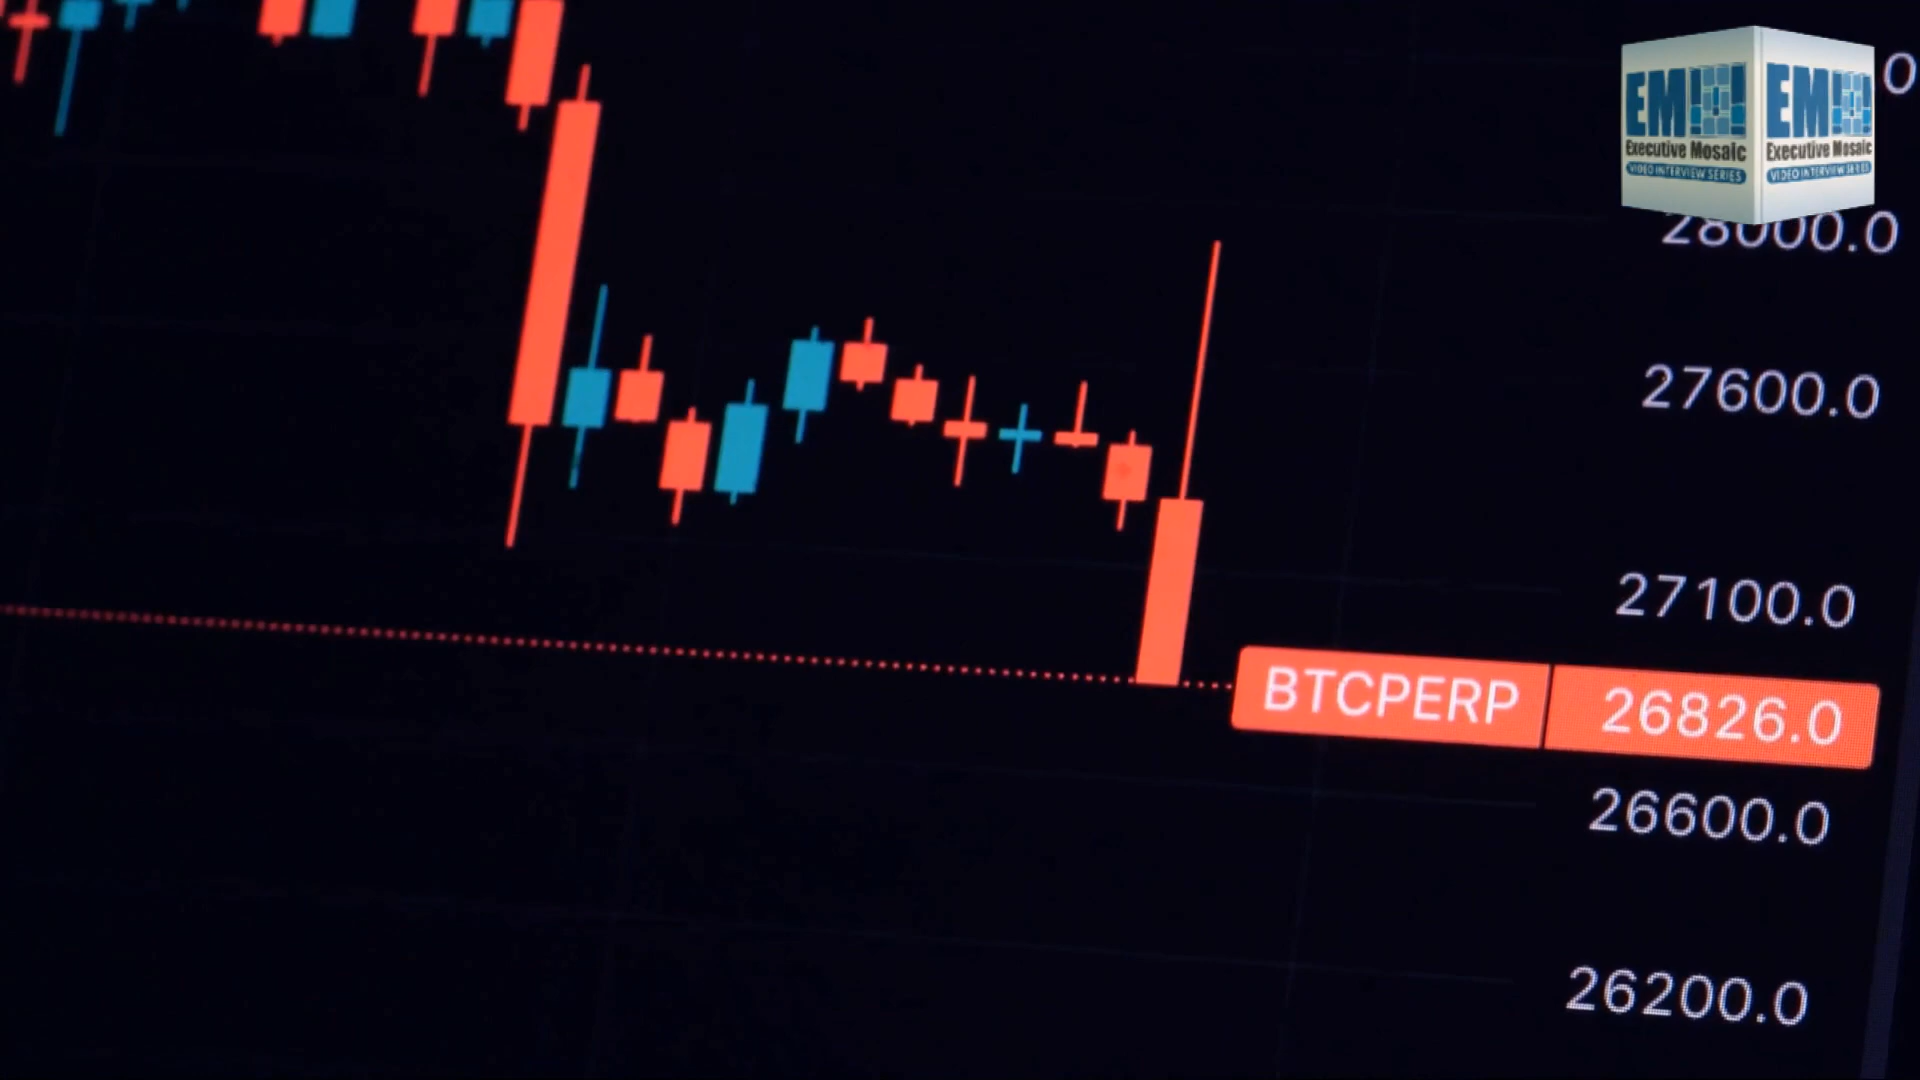 EM EM
Executive Mosaic Executive Mosaic
VIDEO INTERVIEW SERIES VIDEO INTERVIEW SERIES
28000.0
27600.0
27100.0
BTCPERP 26826.0
26600.0
26200.0